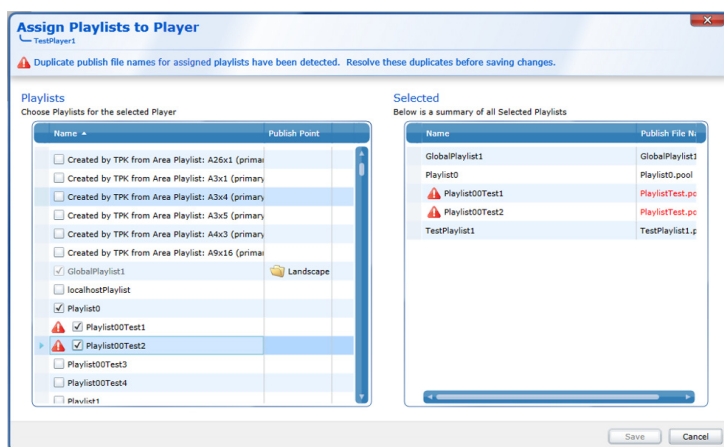 Assign Playlists to Player
TestPlayer1
Duplicate publish file names for assigned playlists have been detected. Resolve these duplicates before saving changes.
Playlists
Choose Playlists for the selected Player
Name
Publish Point
Created by TPK from Area Playlist: A26x1 (primar
Created by TPK from Area Playlist: A3x1 (primary
Created by TPK from Area Playlist: A3x4 (primary
Created by TPK from Area Playlist: A3x5 (primary
Created by TPK from Area Playlist: A4x3 (primary
Created by TPK from Area Playlist: A9x16 (primar
GlobalPlaylist1
Landscape
localhostPlaylist
Playlist0
Playlist00Test1
Playlist00Test2
Playlist00Test3
Playlist00Test4
Playlist1
Selected
Below is a summary of all Selected Playlists
Name
Publish File Na
GlobalPlaylist1
GlobalPlaylist1
Playlist0
Playlist0.pool
Playlist00Test1
PlaylistTest.po
Playlist00Test2
PlaylistTest.po
TestPlaylist1
TestPlaylist1.p
Save
Cancel